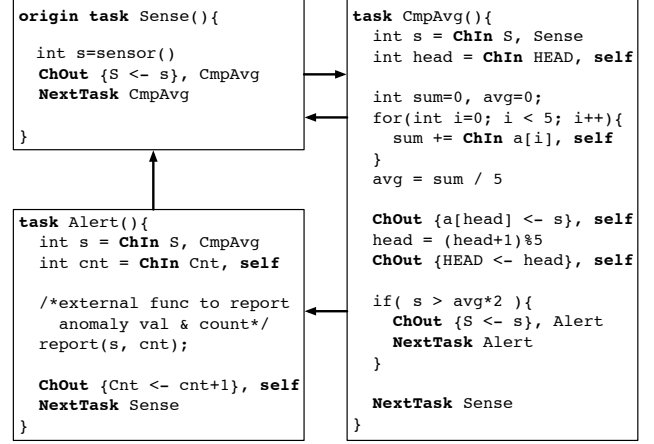 origin task Sense(){
int s=sensor()
ChOut {S <- s}, CmpAvg
NextTask CmpAvg
}
task Alert(){
int s = ChIn S, CmpAvg
int cnt = ChIn Cnt, self
/*external func to report
anomaly val & count*/
report(s, cnt);
ChOut {Cnt <- cnt+1}, self
NextTask Sense
}
task CmpAvg(){
int s = ChIn S, Sense
int head = ChIn HEAD, self
int sum=0, avg=0;
for(int i=0; i < 5; i++){
sum += ChIn a[i], self
}
avg = sum / 5
ChOut {a[head] <- s}, self
head = (head+1)%5
ChOut {HEAD <- head}, self
if( s > avg*2 ){
ChOut {S <- s}, Alert
NextTask Alert
}
NextTask Sense
}